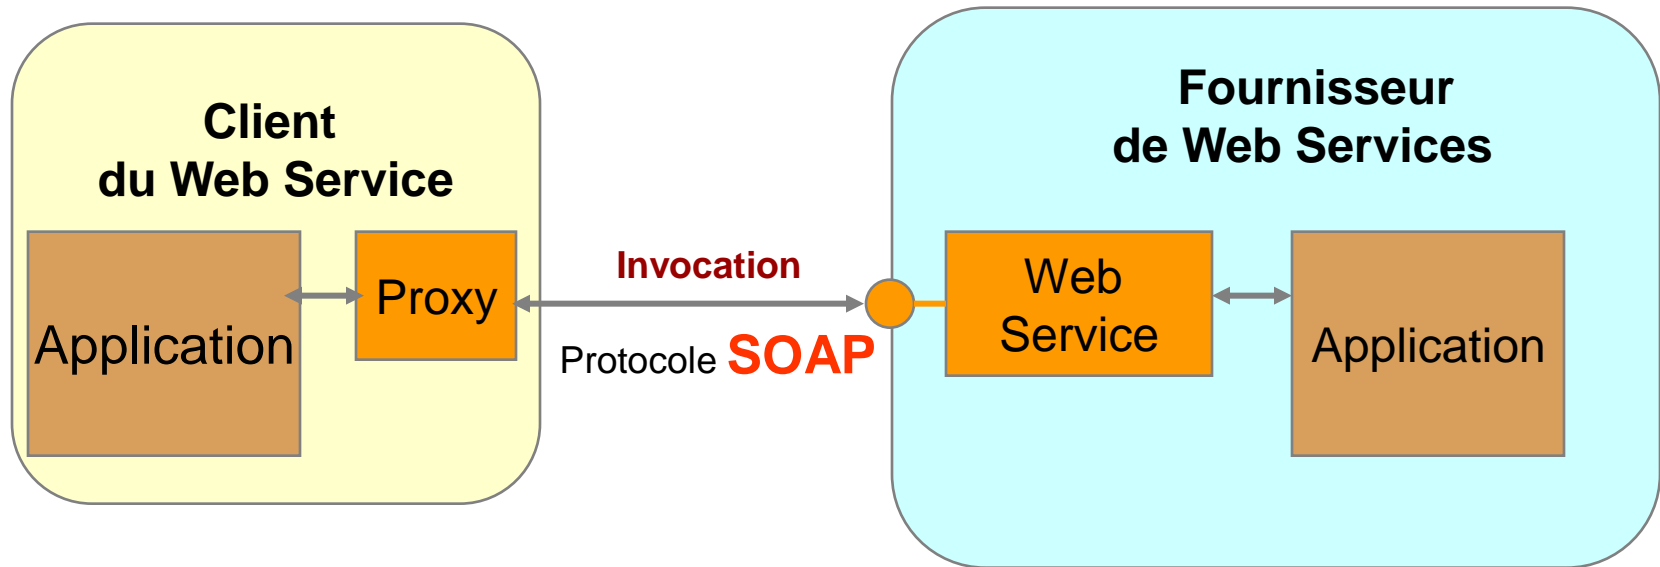 Client
du Web Service
Application
Proxy
Invocation
Protocole SOAP
Fournisseur
de Web Services
Web
Service
Application